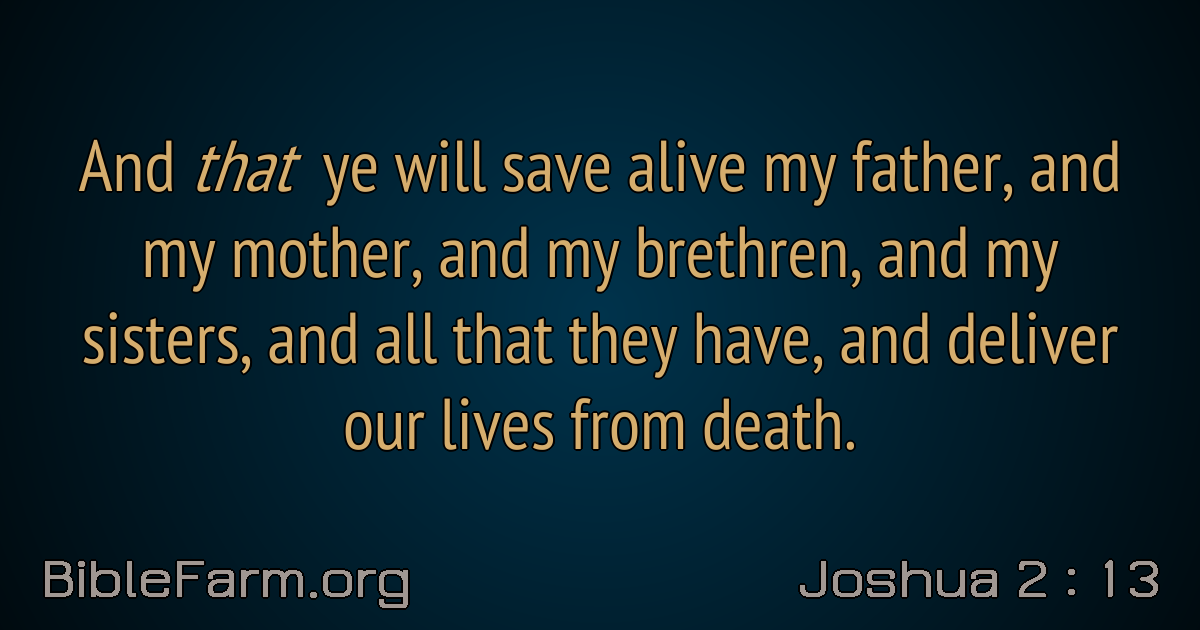 And that ye will save alive my father, and
my mother, and my brethren, and my
sisters, and all that they have, and deliver
our lives from death.
BibleFarm.org
Joshua 2 : 13